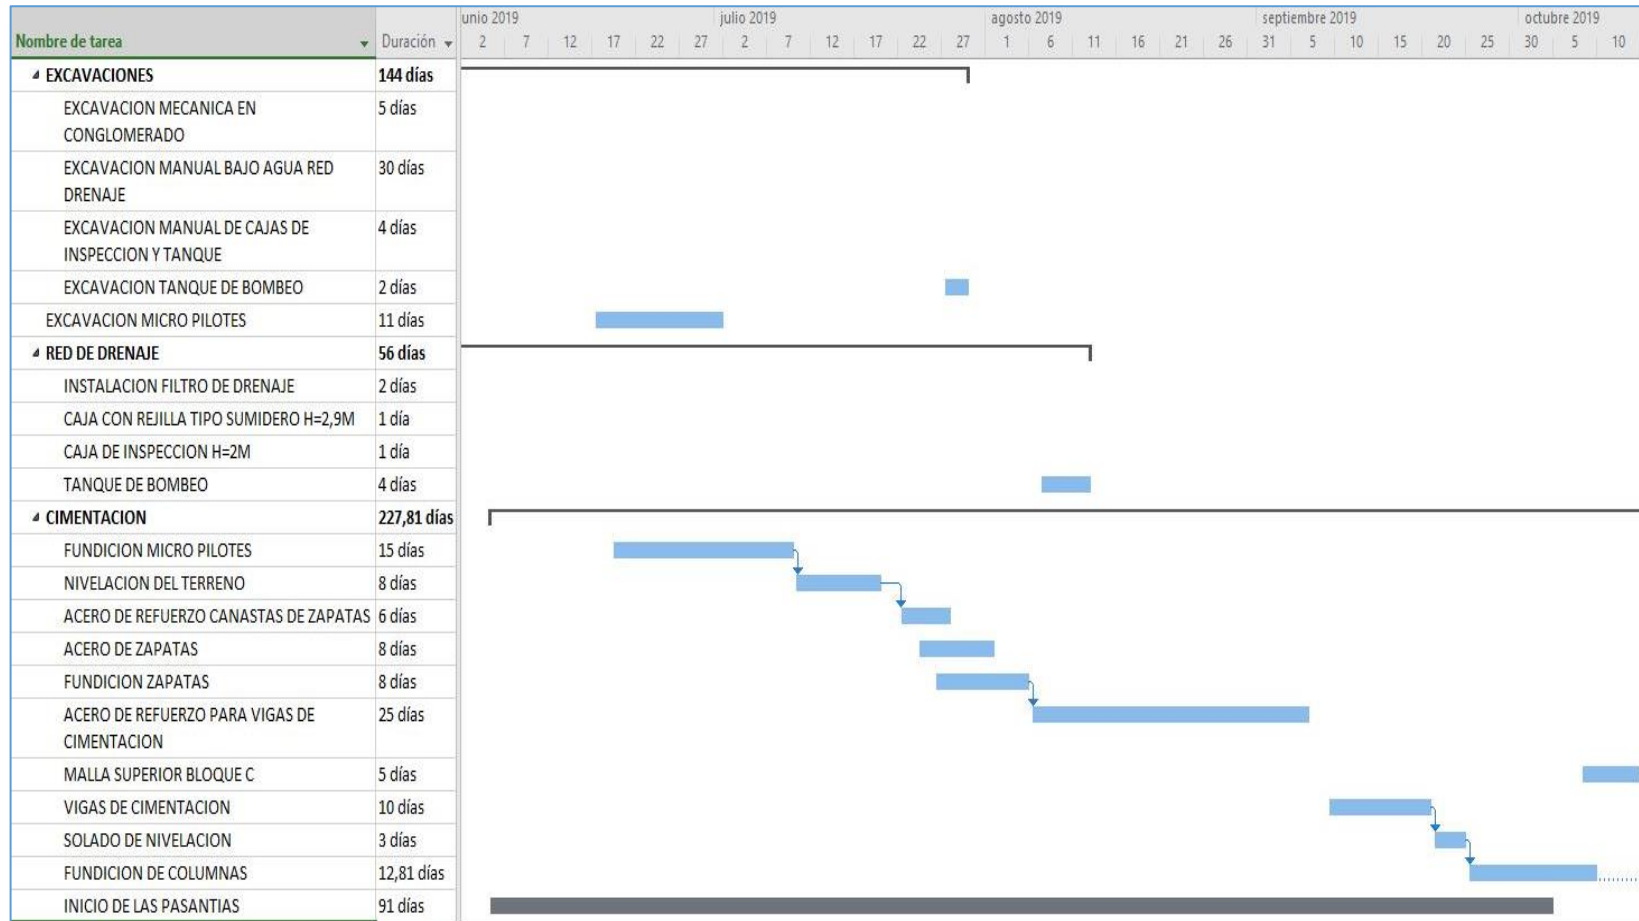 unio 2019 julio 2019 agosto 2019 septiembre 2019 octubre 2019
Nombre de tarea Duración 2 7 12 17 22 27 2 7 12 17 22 27 1 6 11 16 21 26 31 5 10 15 20 25 30 5 10
EXCAVACIONES 144 días
EXCAVACION MECANICA EN 5 días
CONGLOMERADO
EXCAVACION MANUAL BAJO AGUA RED 30 días
DRENAJE
EXCAVACION MANUAL DE CAJAS DE 4 días
INSPECCION Y TANQUE
EXCAVACION TANQUE DE BOMBEO 2 días
EXCAVACION MICRO PILOTES 11 días
RED DE DRENAJE 56 días
INSTALACION FILTRO DE DRENAJE 2 días
CAJA CON REJILLA TIPO SUMIDERO H=2,9M 1 día
CAJA DE INSPECCION H=2M 1 día
TANQUE DE BOMBEO 4 días
CIMENTACION 227,81 días
FUNDICION MICRO PILOTES 15 días
NIVELACION DEL TERRENO 8 días
ACERO DE REFUERZO CANASTAS DE ZAPATAS 6 días
ACERO DE ZAPATAS 8 días
FUNDICION ZAPATAS 8 días
ACERO DE REFUERZO PARA VIGAS DE 25 días
CIMENTACION
MALLA SUPERIOR BLOQUE C 5 días
VIGAS DE CIMENTACION 10 días
SOLADO DE NIVELACION 3 días
FUNDICION DE COLUMNAS 12,81 días
INICIO DE LAS PASANTIAS 91 días